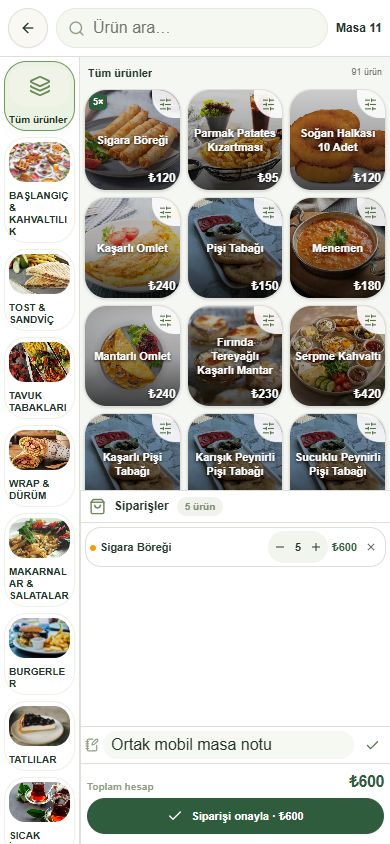 Ürün ara...
Masa 11
Tüm ürünler
BAŞLANGIÇ
&
KAHVALTILI
K
TOST &
SANDVİÇ
TAVUK
TABAKLARI
WRAP &
DÜRÜM
MAKARNAL
AR &
SALATALAR
BURGERLE
R
TATLILAR
SICAK
Tüm ürünler
91 ürün
5×
Sigara Böreği
₺120
Parmak Patates
Kızartması
₺95
Soğan Halkası
10 Adet
₺120
Kaşarlı Omlet
₺240
Pişi Tabağı
₺150
Menemen
₺180
Mantarlı Omlet
₺240
Fırında
Tereyağlı
Kaşarlı Mantar
₺230
Serpme Kahvaltı
₺420
Kaşarlı Pişi
Tabağı
Karışık Peynirli
Pişi Tabağı
Sucuklu Peynirli
Pişi Tabağı
Siparişler
5 ürün
Sigara Böreği
− 5 + ₺600 ×
Ortak mobil masa notu
Toplam hesap
₺600
Siparişi onayla · ₺600